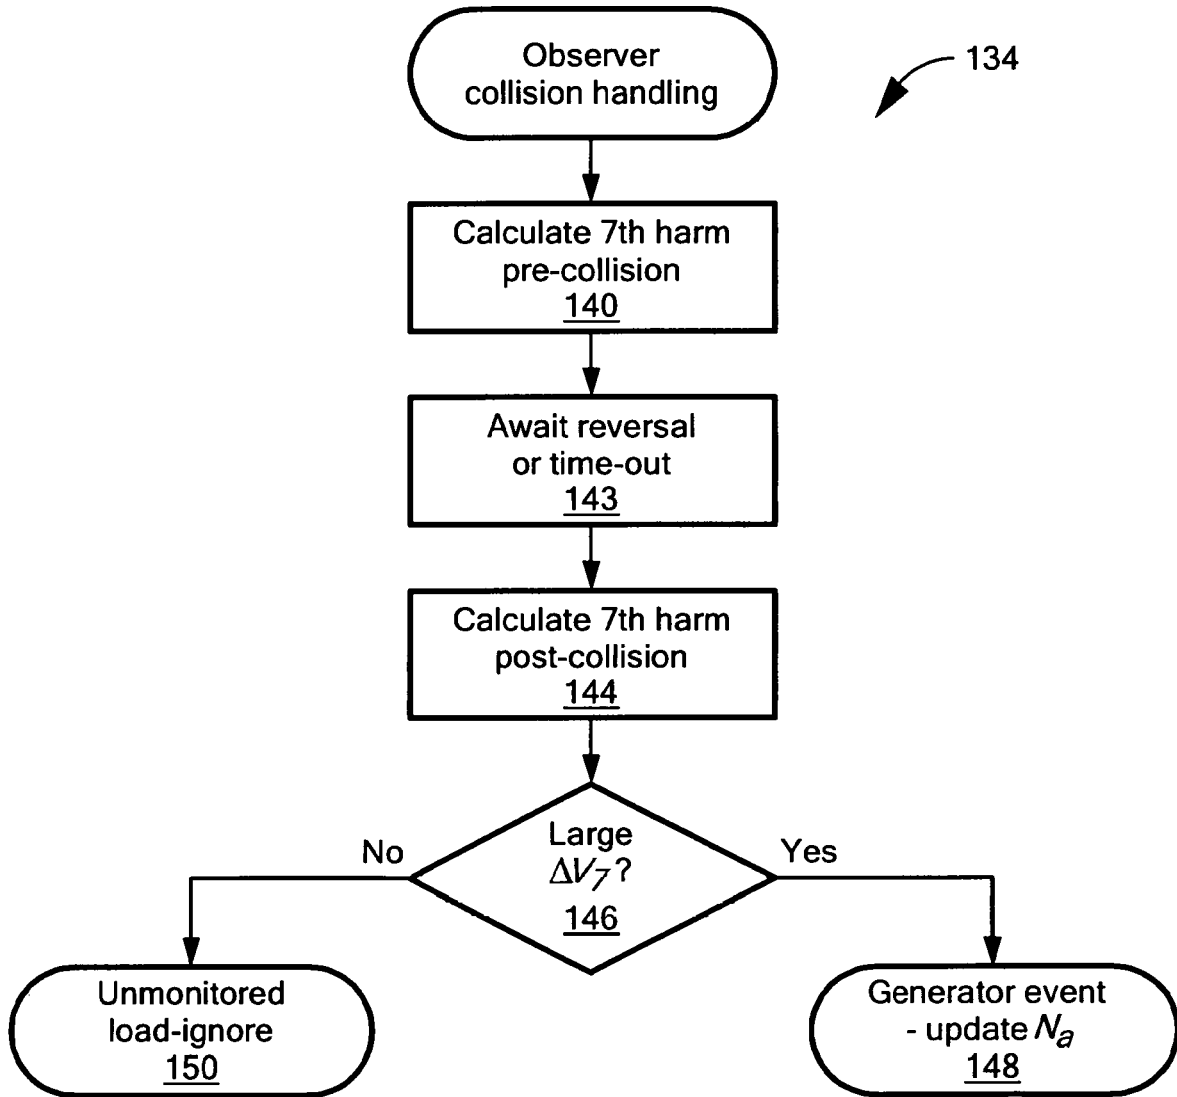 Observer
collision handling
134
Calculate 7th harm
pre-collision
140
Await reversal
or time-out
143
Calculate 7th harm
post-collision
144
Large
ΔV7?
146
No
Yes
Unmonitored
load-ignore
150
Generator event
- update Na
148